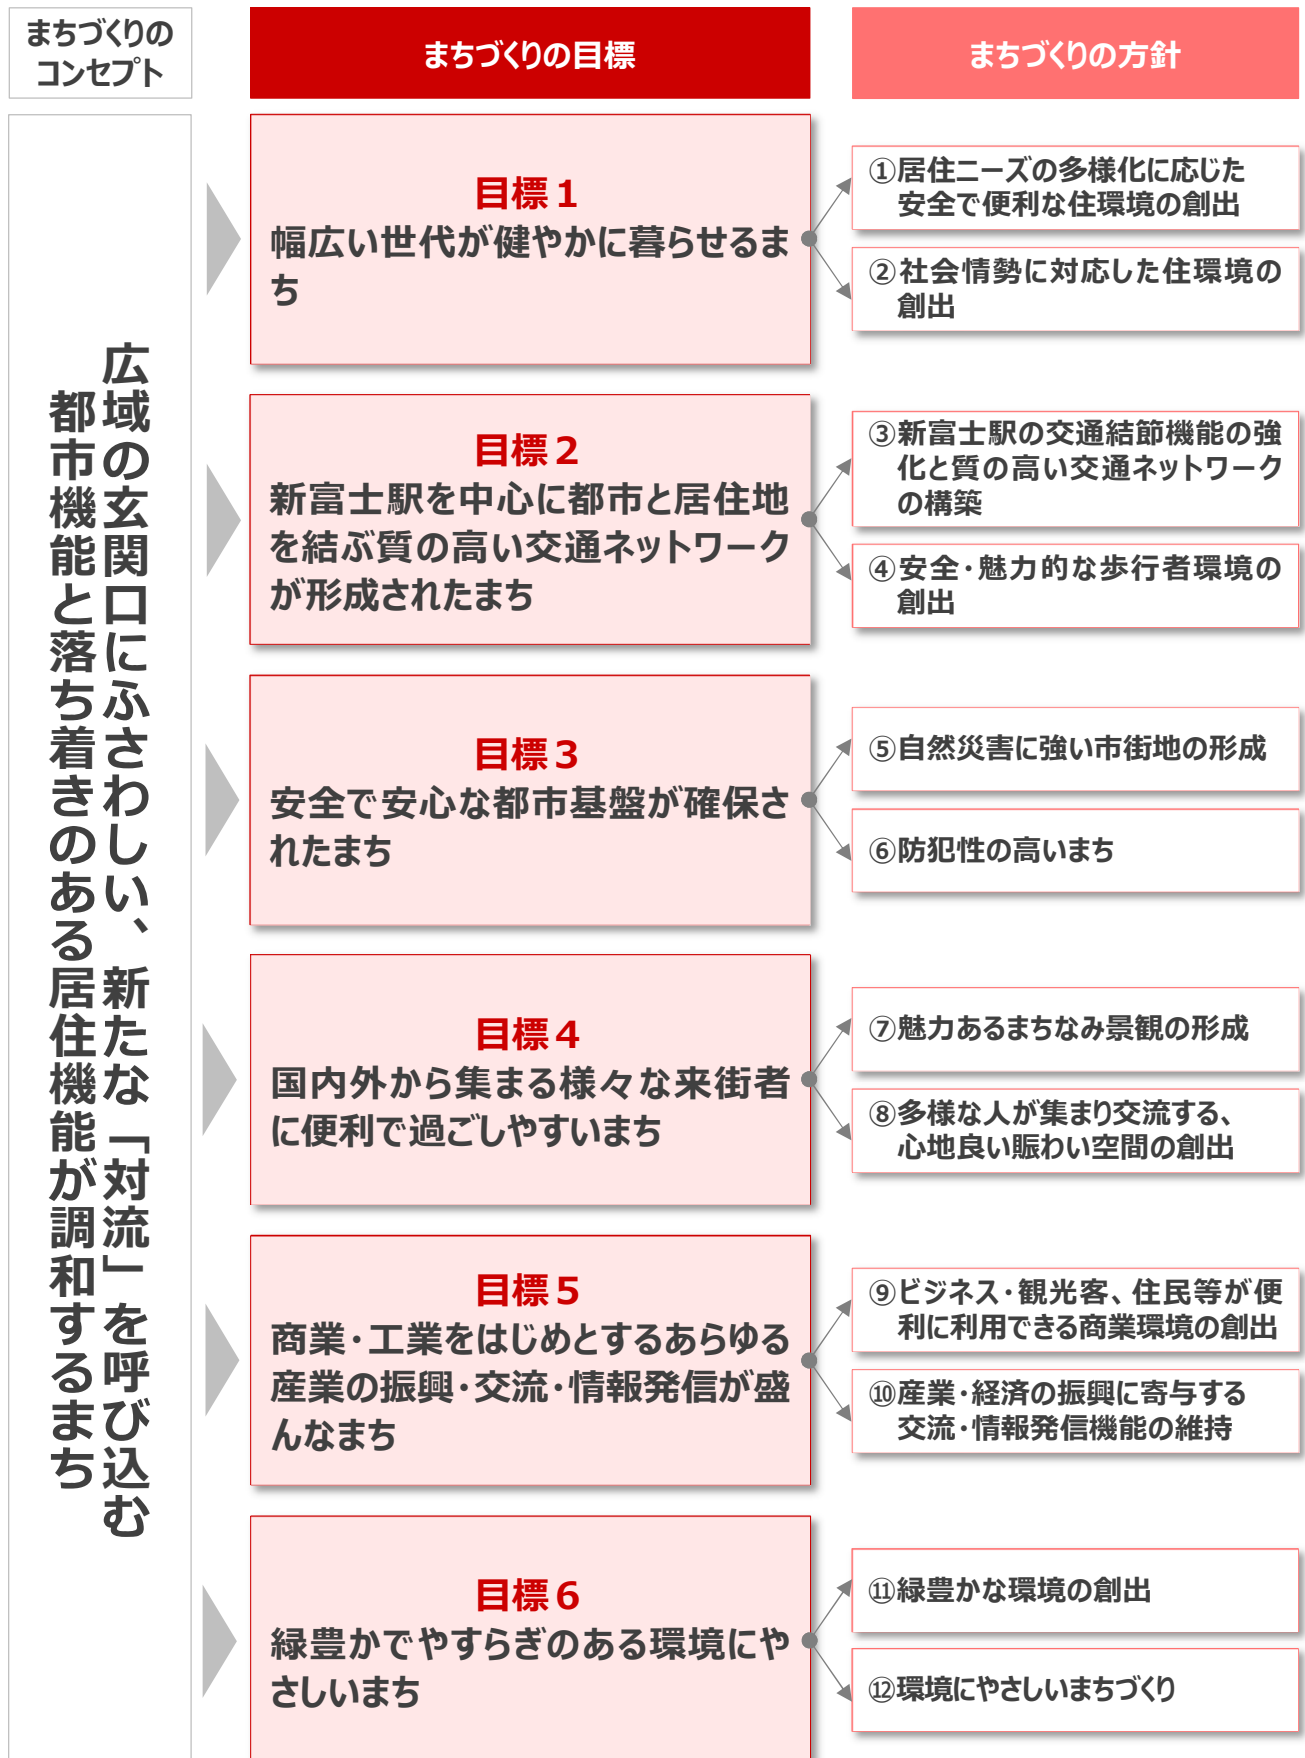 まちづくりの
コンセプト
まちづくりの目標
まちづくりの方針
広域の玄関口にふさわしい、新たな「対流」を呼び込む
都市機能と落ち着きのある居住機能が調和するまち
目標１
幅広い世代が健やかに暮らせるま
ち
①居住ニーズの多様化に応じた
安全で便利な住環境の創出
②社会情勢に対応した住環境の
創出
目標２
新富士駅を中心に都市と居住地
を結ぶ質の高い交通ネットワーク
が形成されたまち
③新富士駅の交通結節機能の強
化と質の高い交通ネットワーク
の構築
④安全・魅力的な歩行者環境の
創出
目標３
安全で安心な都市基盤が確保さ
れたまち
⑤自然災害に強い市街地の形成
⑥防犯性の高いまち
目標４
国内外から集まる様々な来街者
に便利で過ごしやすいまち
⑦魅力あるまちなみ景観の形成
⑧多様な人が集まり交流する、
心地良い賑わい空間の創出
目標５
商業・工業をはじめとするあらゆる
産業の振興・交流・情報発信が盛
んなまち
⑨ビジネス・観光客、住民等が便
利に利用できる商業環境の創出
⑩産業・経済の振興に寄与する
交流・情報発信機能の維持
目標６
緑豊かでやすらぎのある環境にや
さしいまち
⑪緑豊かな環境の創出
⑫環境にやさしいまちづくり